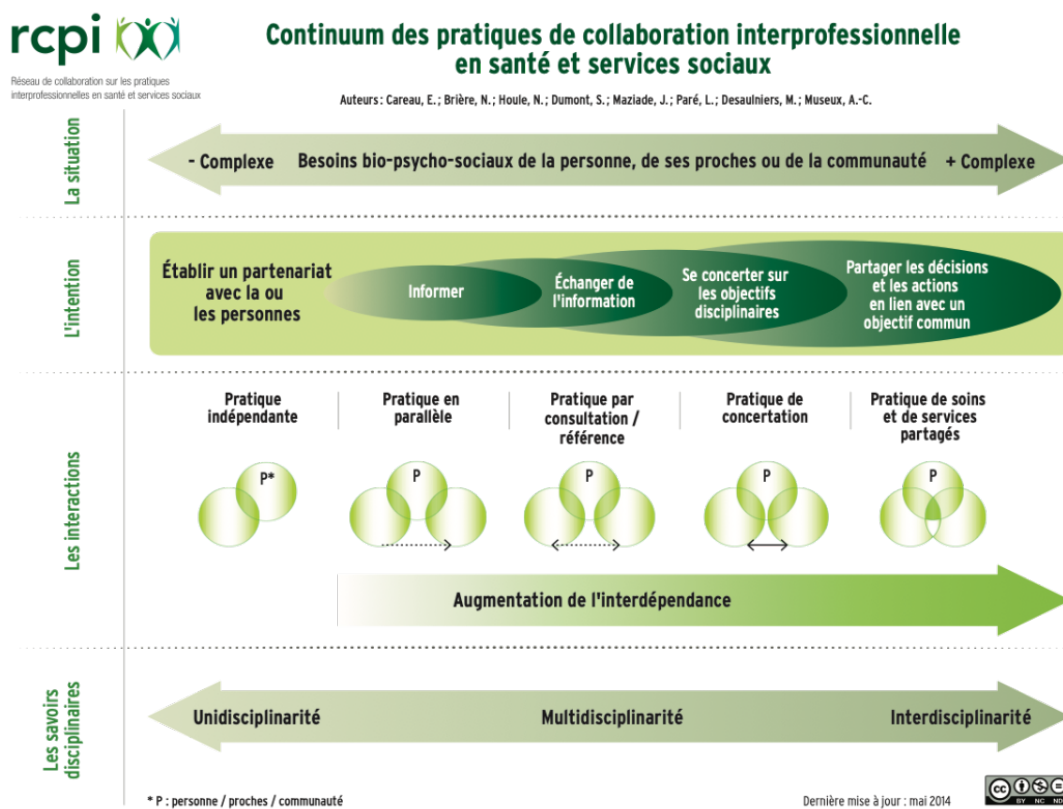 rcpi
Réseau de collaboration sur les pratiques
interprofessionnelles en santé et services sociaux
Continuum des pratiques de collaboration interprofessionnelle
en santé et services sociaux
Auteurs : Careau, E. ; Brière, N. ; Houle, N. ; Dumont, S. ; Maziade, J. ; Paré, L. ; Desaulniers, M. ; Museux, A.-C.
La situation
- Complexe
Besoins bio-psycho-sociaux de la personne, de ses proches ou de la communauté
+ Complexe
L'intention
Établir un partenariat
avec la ou
les personnes
Informer
Échanger de
l'information
Se concerter sur
les objectifs
disciplinaires
Partager les décisions
et les actions
en lien avec un
objectif commun
Les interactions
Pratique
indépendante
Pratique en
parallèle
Pratique par
consultation /
référence
Pratique de
concertation
Pratique de soins
et de services
partagés
P*
P
P
P
P
Augmentation de l'interdépendance
Les savoirs
disciplinaires
Unidisciplinarité
Multidisciplinarité
Interdisciplinarité
* P : personne / proches / communauté
Dernière mise à jour : mai 2014
cc
BY NC ND